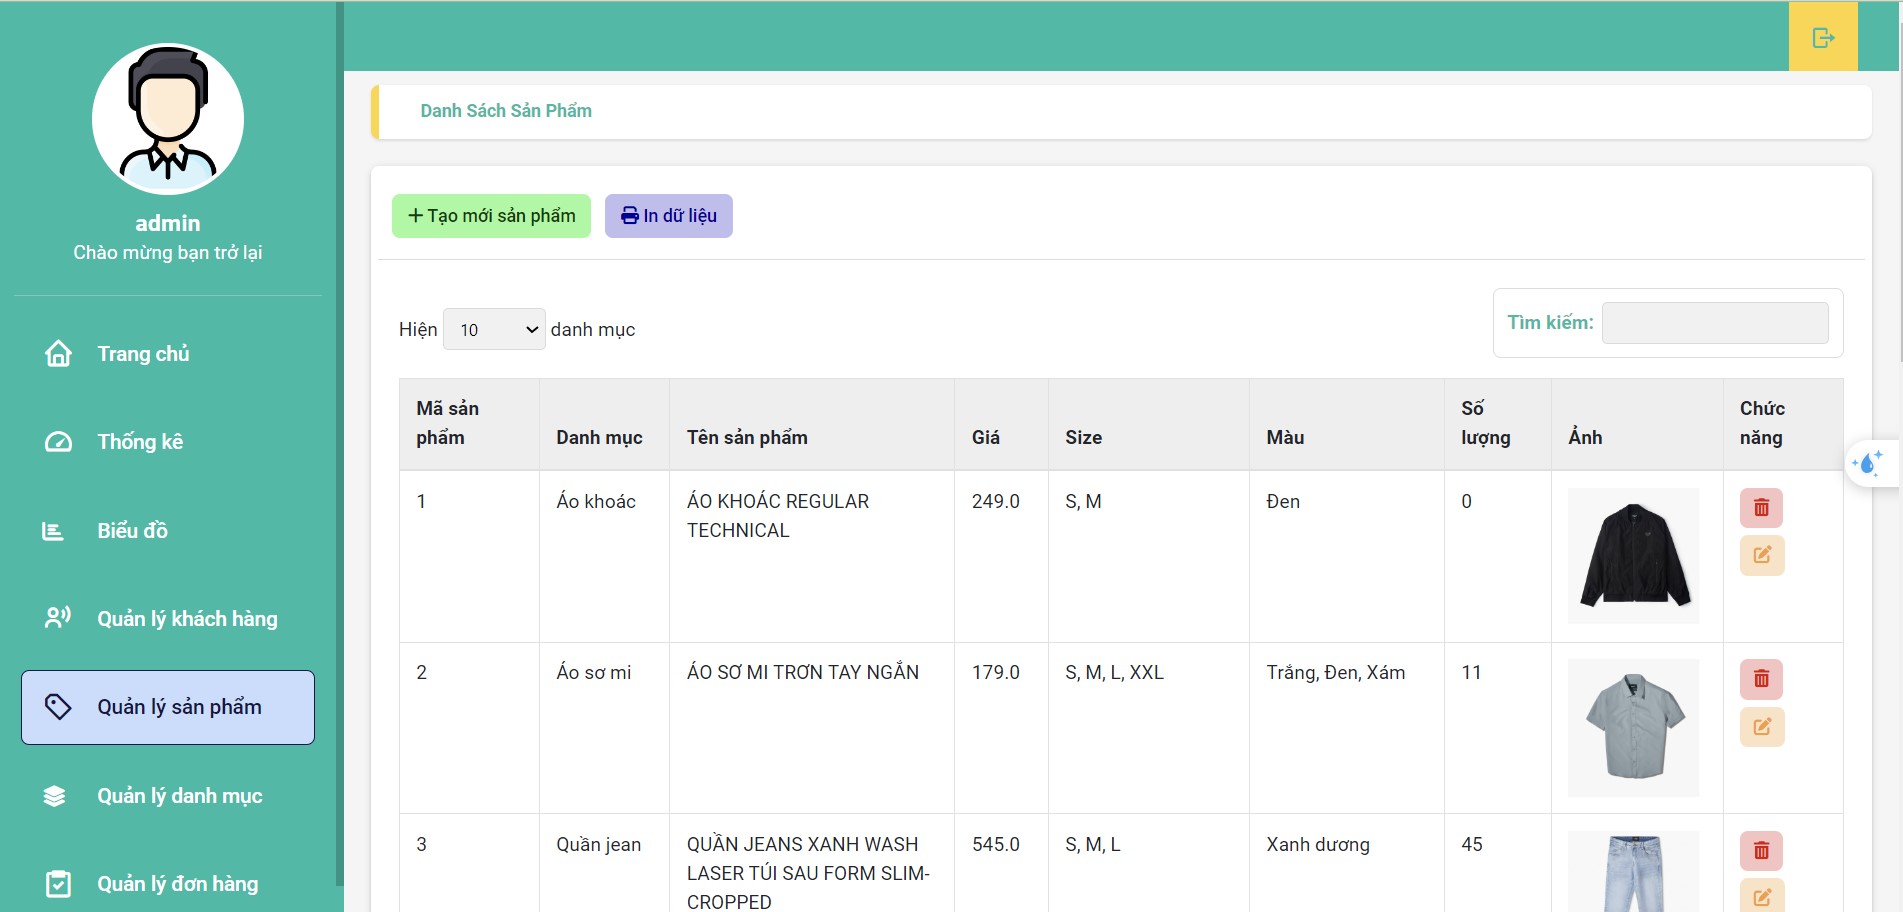 admin
Chào mừng bạn trở lại
Trang chủ
Thống kê
Biểu đồ
Quản lý khách hàng
Quản lý sản phẩm
Quản lý danh mục
Quản lý đơn hàng
Danh Sách Sản Phẩm
Tạo mới sản phẩm
In dữ liệu
Hiện 10 danh mục
Tìm kiếm:
Mã sản phẩm
Danh mục
Tên sản phẩm
Giá
Size
Màu
Số lượng
Ảnh
Chức năng
1
Áo khoác
ÁO KHOÁC REGULAR
TECHNICAL
249.0
S, M
Đen
0
2
Áo sơ mi
ÁO SƠ MI TRƠN TAY NGẮN
179.0
S, M, L, XXL
Trắng, Đen, Xám
11
3
Quần jean
QUẦN JEANS XANH WASH
LASER TÚI SAU FORM SLIM-
CROPPED
545.0
S, M, L
Xanh dương
45